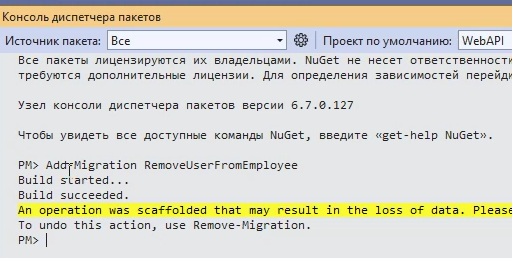 Консоль диспетчера пакетов
Источник пакета: Все Проект по умолчанию: WebAPI
Все пакеты лицензируются их владельцами. NuGet не несет ответственности
требуются дополнительные лицензии. Для определения зависимостей перейди
Узел консоли диспетчера пакетов версии 6.7.0.127
Чтобы увидеть все доступные команды NuGet, введите «get-help NuGet».
PM> Add-Migration RemoveUserFromEmployee
Build started...
Build succeeded.
An operation was scaffolded that may result in the loss of data. Please
To undo this action, use Remove-Migration.
PM>